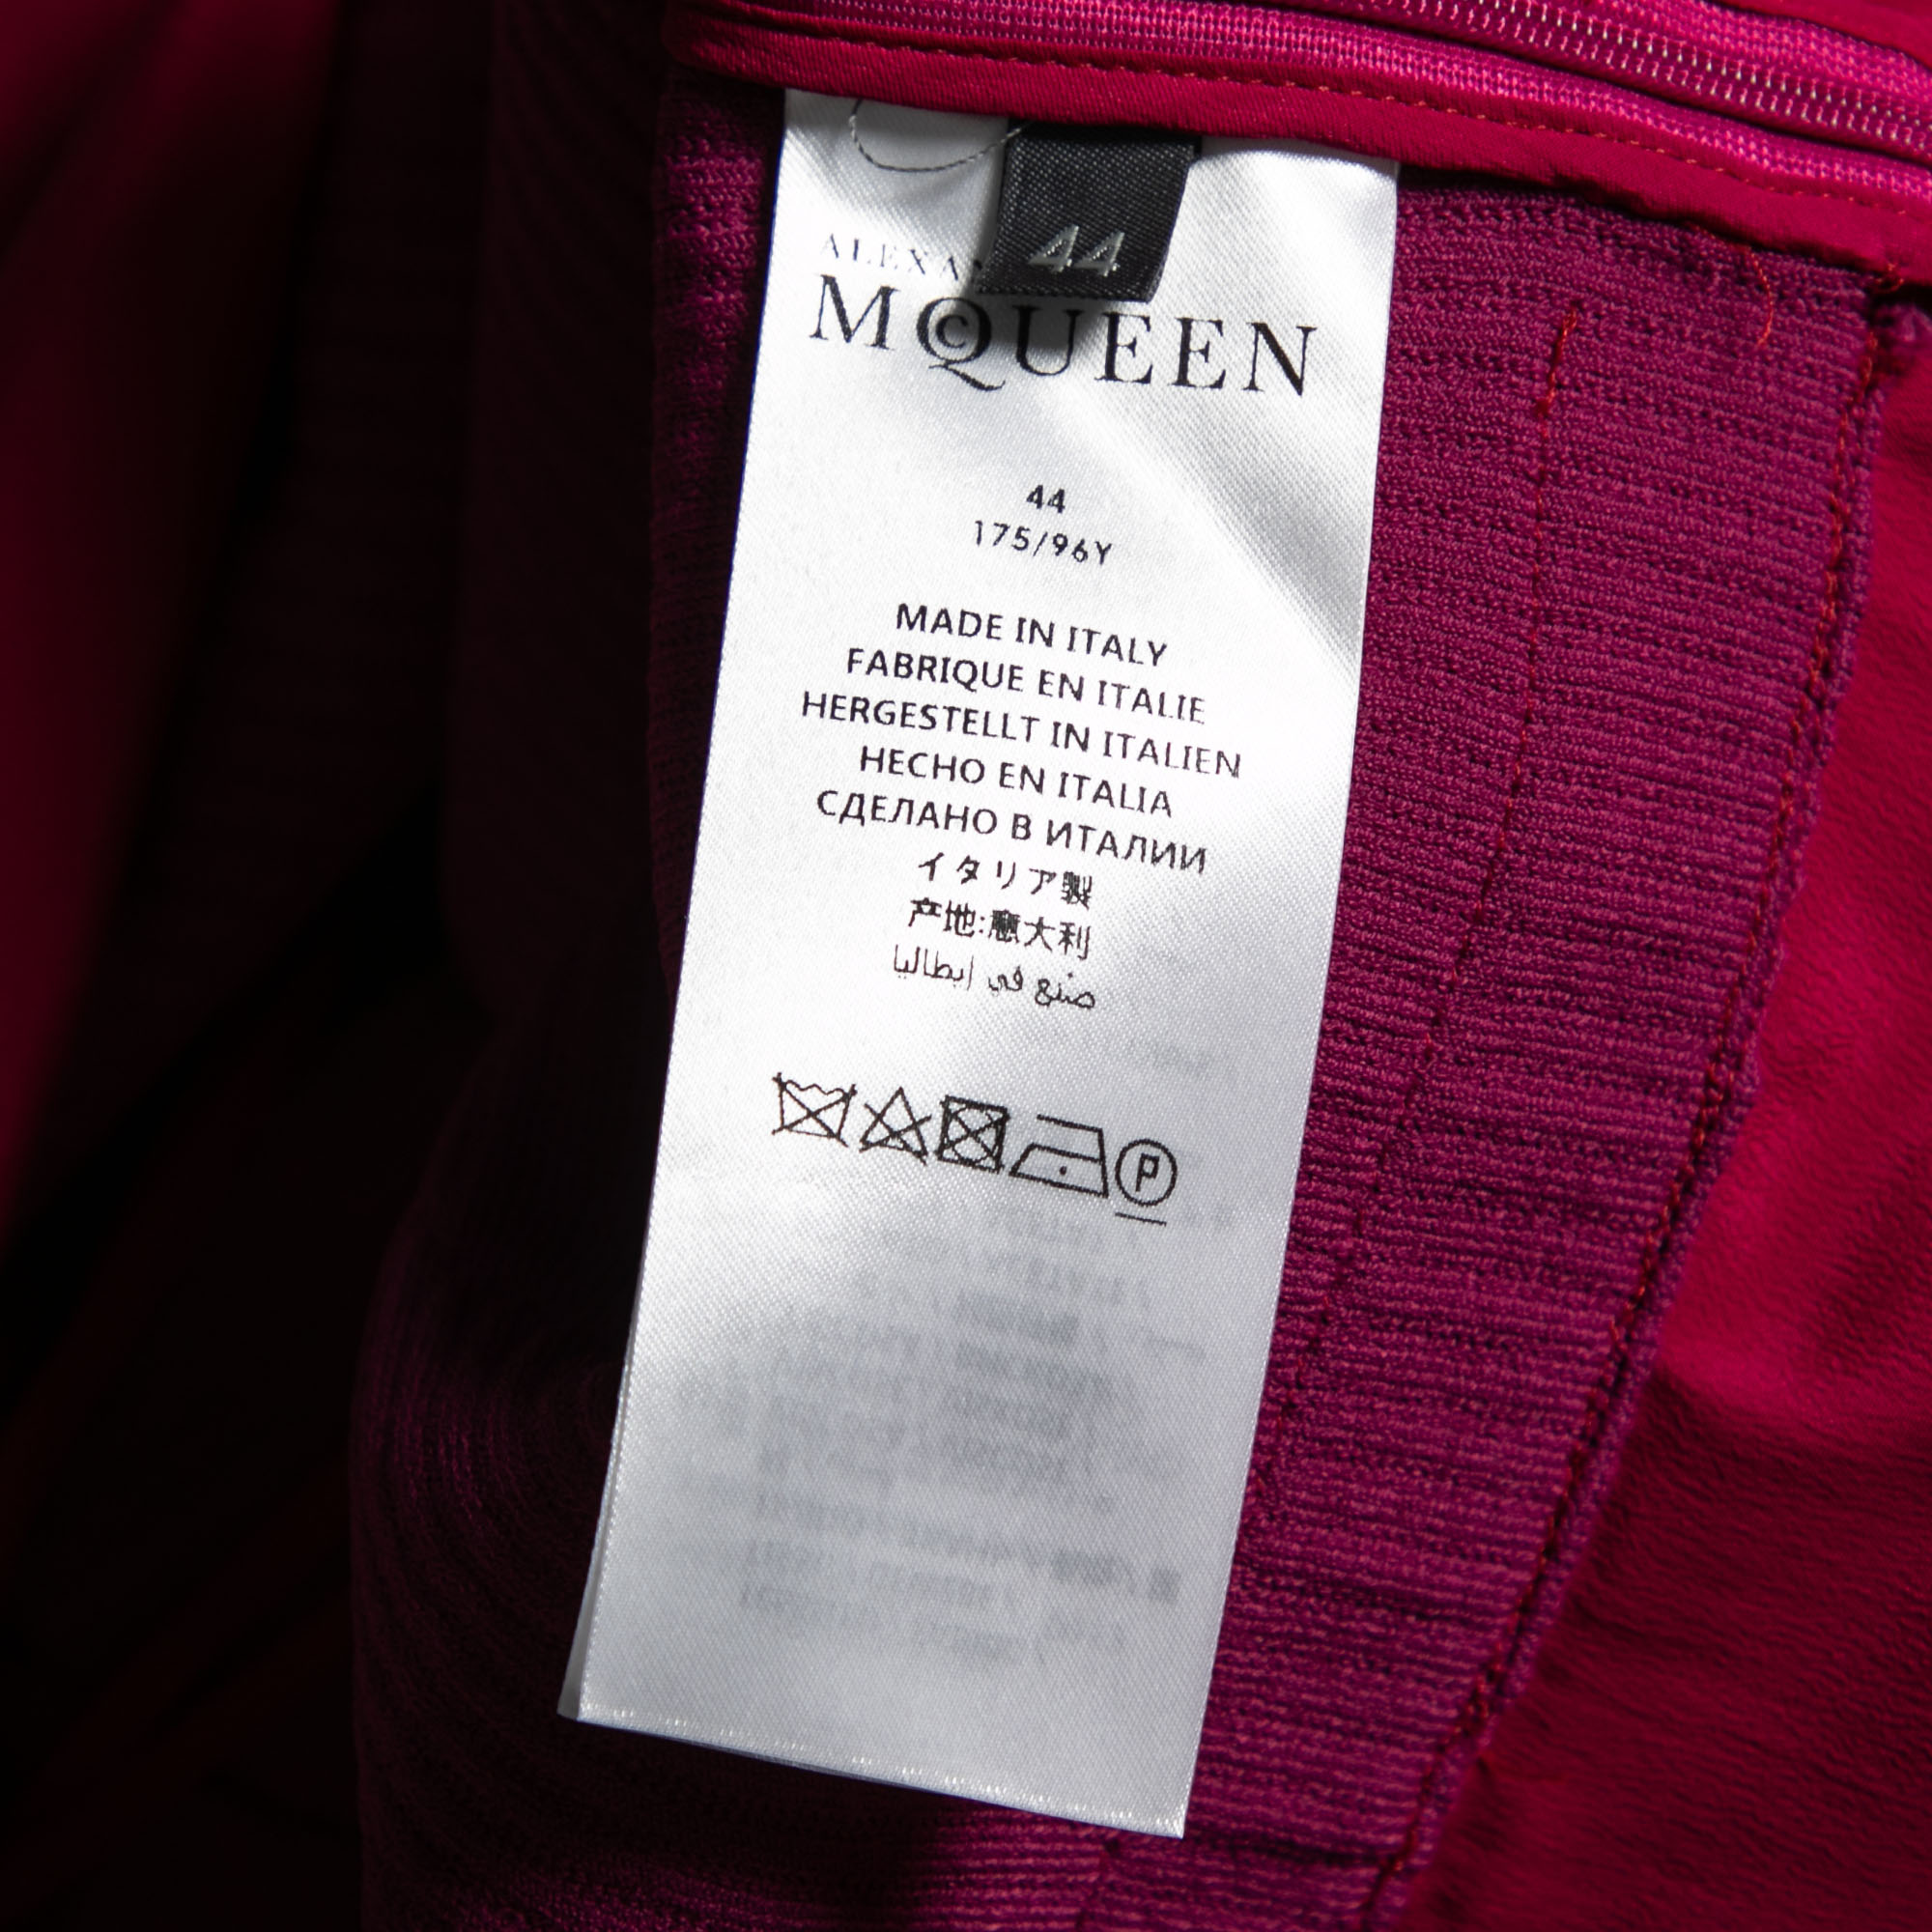 44
ALEXA
MCQUEEN
44
175/96Y
MADE IN ITALY
FABRIQUE EN ITALIE
HERGESTELLT IN ITALIEN
HECHO EN ITALIA
СДЕЛАНО В ИТАЛИИ
イタリア製
产地:意大利
صنع في إيطاليا
P